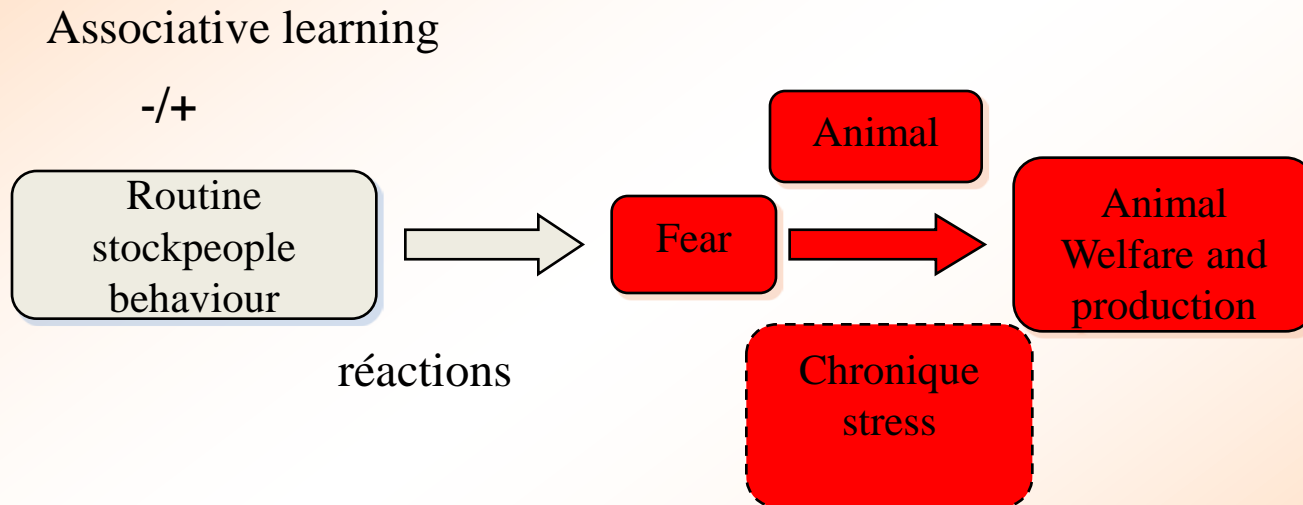 Associative learning
-/+
Routine
stockpeople
behaviour
réactions
Fear
Animal
Chronique
stress
Animal
Welfare and
production